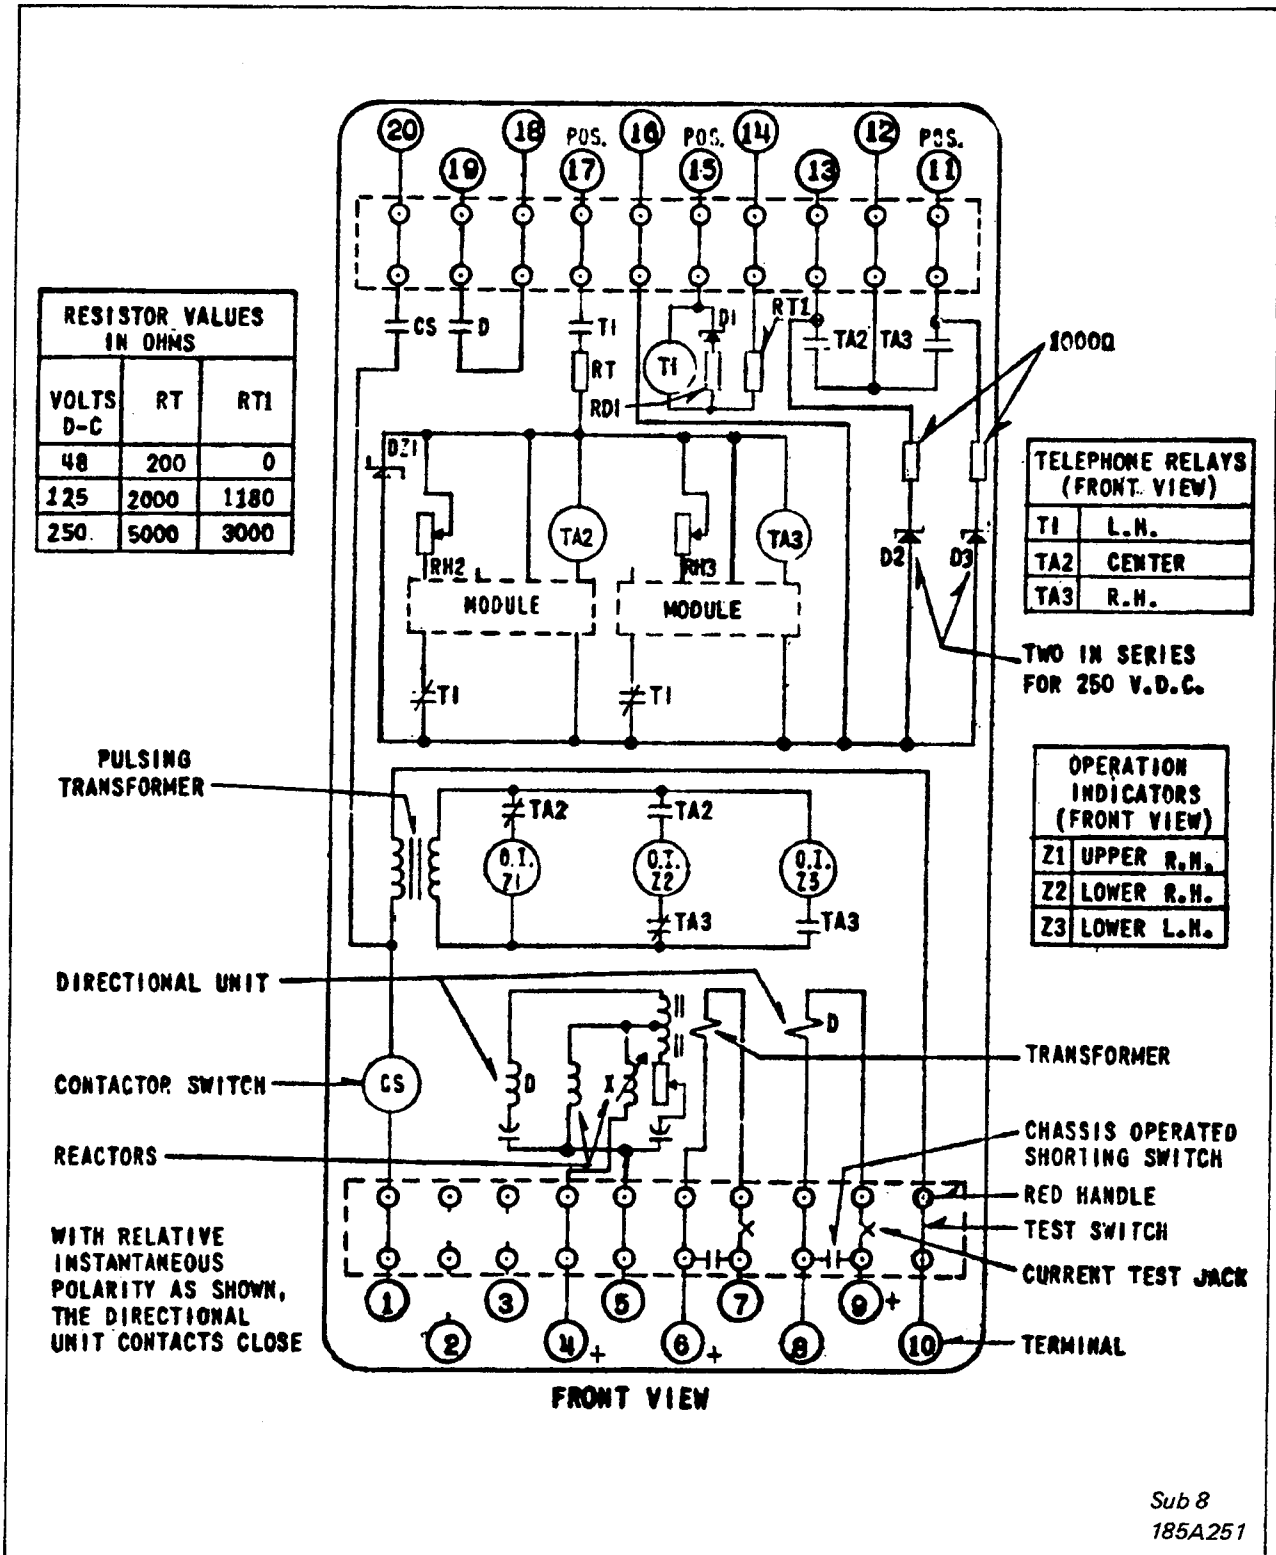 20
18
POS.
16
POS.
14
12
POS.
19
17
15
13
11
RESISTOR VALUES
IN OHMS
VOLTS
D-C
RT
RT1
48
200
0
125
2000
1180
250
5000
3000
CS
D
T1
RT
T1
D1
RD1
RT1
TA2
TA3
1000Ω
DZ1
RH2
TA2
RH3
TA3
D2
D3
MODULE
MODULE
T1
T1
TELEPHONE RELAYS
(FRONT VIEW)
T1
L.H.
TA2
CENTER
TA3
R.H.
TWO IN SERIES
FOR 250 V.D.C.
PULSING
TRANSFORMER
TA2
TA2
O.I.
Z1
O.I.
Z2
O.I.
Z3
TA3
TA3
OPERATION
INDICATORS
(FRONT VIEW)
Z1
UPPER R.H.
Z2
LOWER R.H.
Z3
LOWER L.H.
DIRECTIONAL UNIT
D
D
X
TRANSFORMER
CONTACTOR SWITCH
CS
REACTORS
CHASSIS OPERATED
SHORTING SWITCH
RED HANDLE
TEST SWITCH
CURRENT TEST JACK
TERMINAL
WITH RELATIVE
INSTANTANEOUS
POLARITY AS SHOWN,
THE DIRECTIONAL
UNIT CONTACTS CLOSE
1
3
5
7
9
+
2
4
+
6
+
8
10
FRONT VIEW
Sub 8
185A251